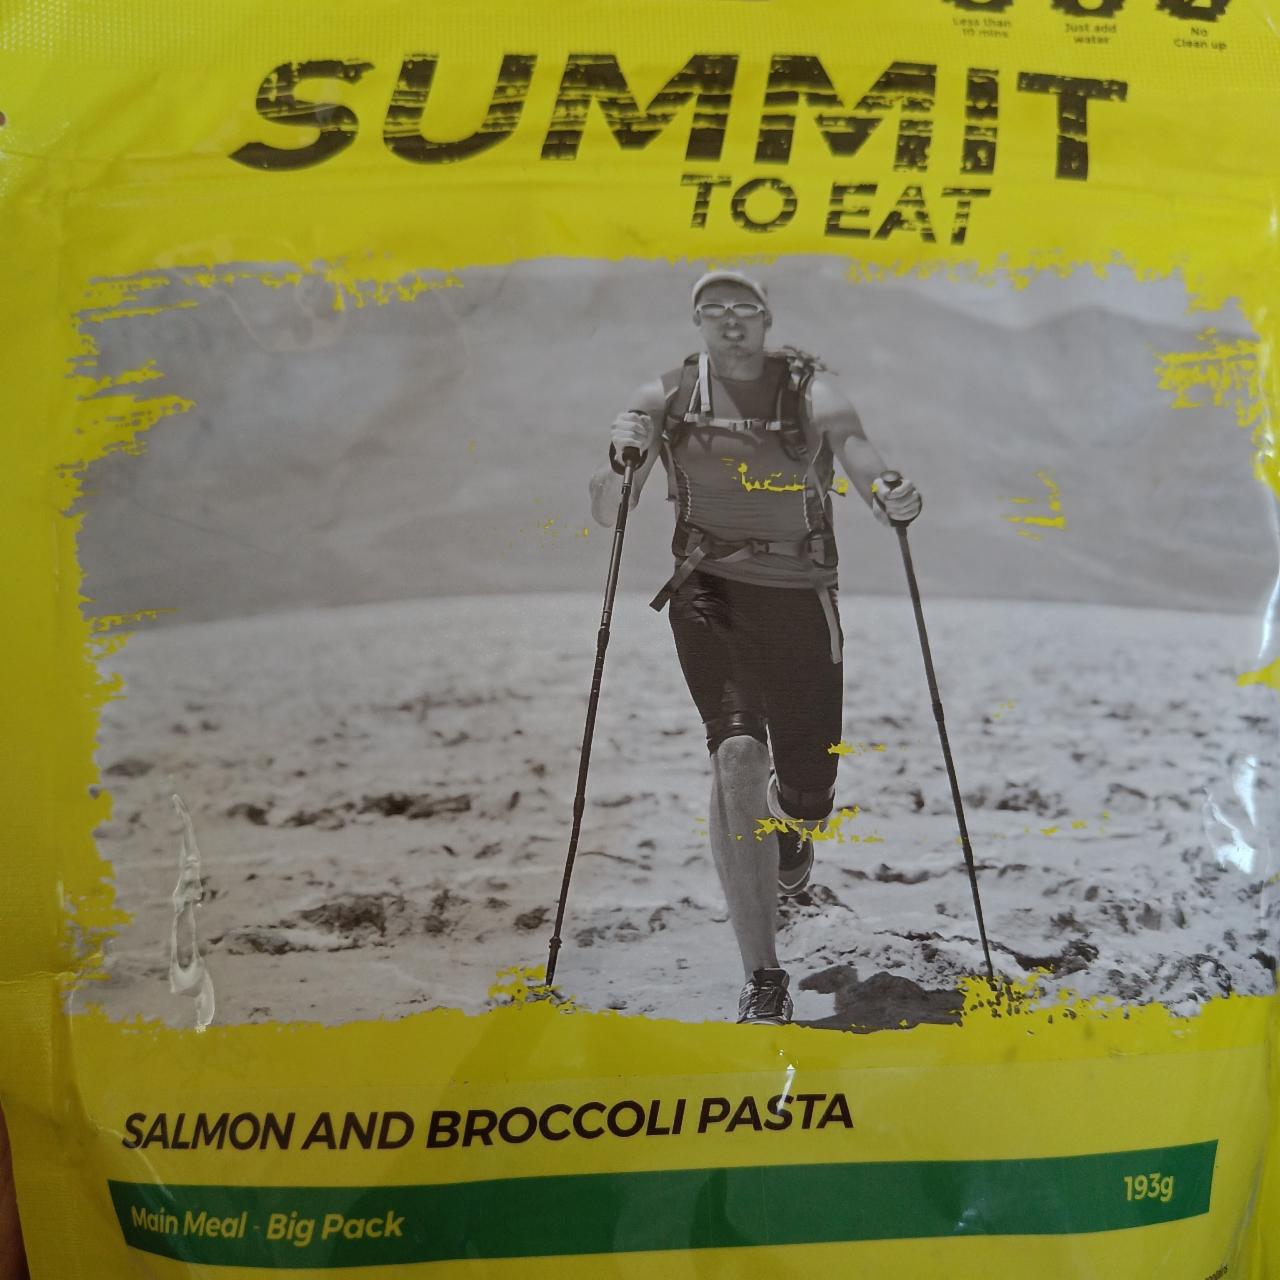 Less than
10 mins
Just add
water
No
Clean up
SUMMIT
TO EAT
SALMON AND BROCCOLI PASTA
Main Meal - Big Pack
193g